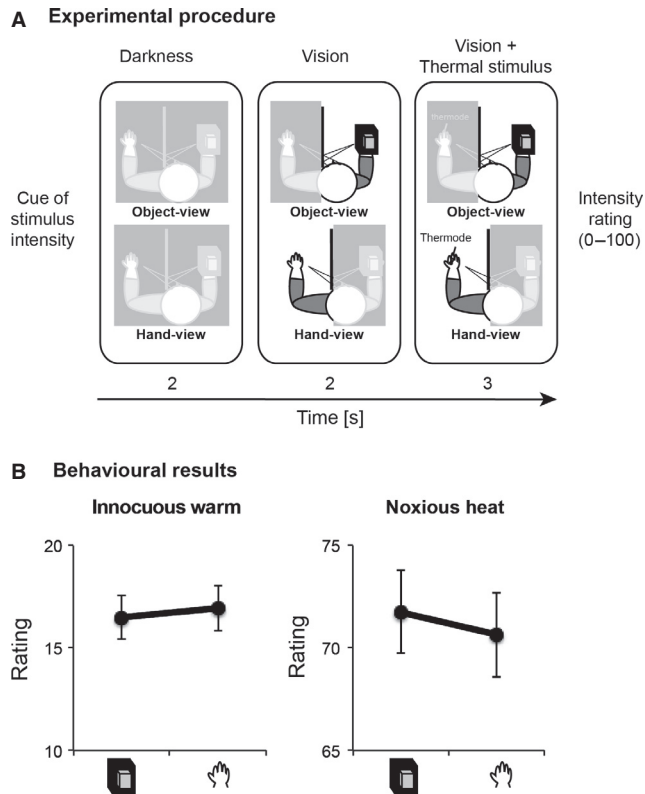 A Experimental procedure
Darkness
Vision
Vision +
Thermal stimulus
Cue of
stimulus
intensity
Object-view
Hand-view
Object-view
Hand-view
thermode
Object-view
Thermode
Hand-view
Intensity
rating
(0–100)
2 2 3
Time [s]
B Behavioural results
Innocuous warm
Rating
20
15
10
Noxious heat
Rating
75
70
65